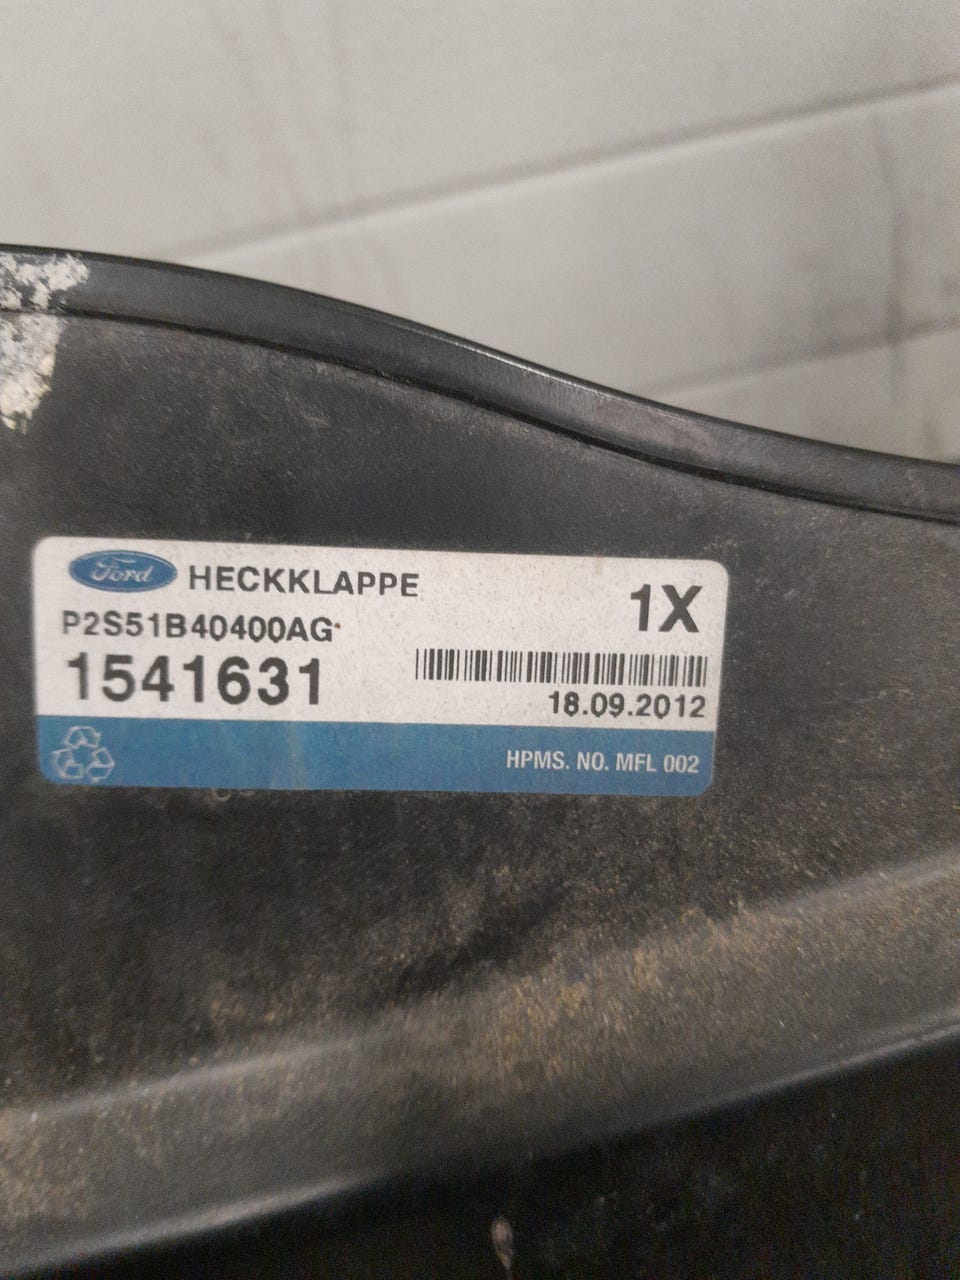 Ford HECKKLAPPE
1X
P2S51B40400AG
1541631
18.09.2012
HPMS. NO. MFL 002